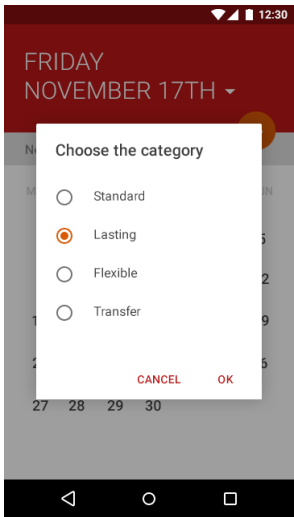 12:30
FRIDAY
NOVEMBER 17TH
Choose the category
Standard
Lasting
Flexible
Transfer
CANCEL
OK
27 28 29 30